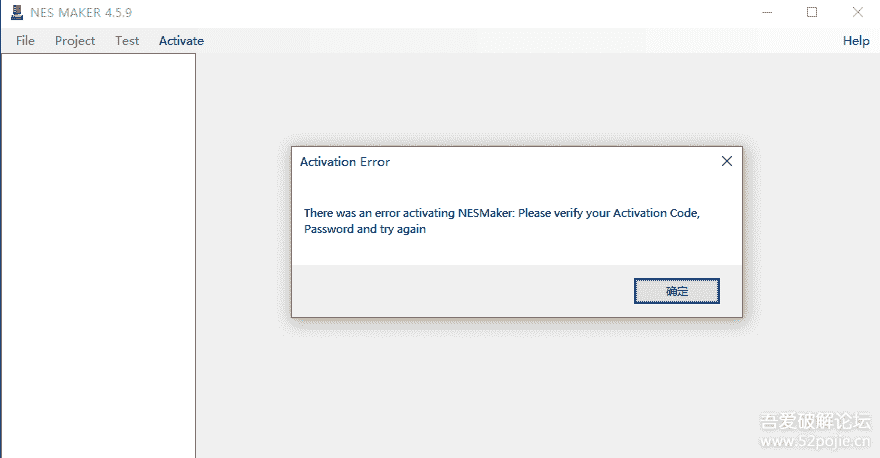 NES MAKER 4.5.9
File Project Test Activate Help
Activation Error
There was an error activating NESMaker: Please verify your Activation Code,
Password and try again
确定
吾爱破解论坛
www.52pojie.cn